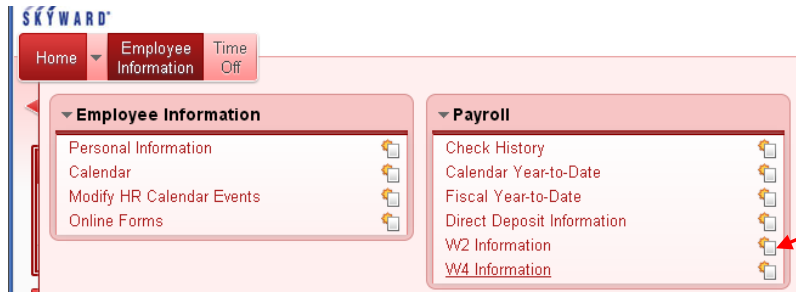 SKYWARD
Home
Employee Information
Time Off
Employee Information
Personal Information
Calendar
Modify HR Calendar Events
Online Forms
Payroll
Check History
Calendar Year-to-Date
Fiscal Year-to-Date
Direct Deposit Information
W2 Information
W4 Information